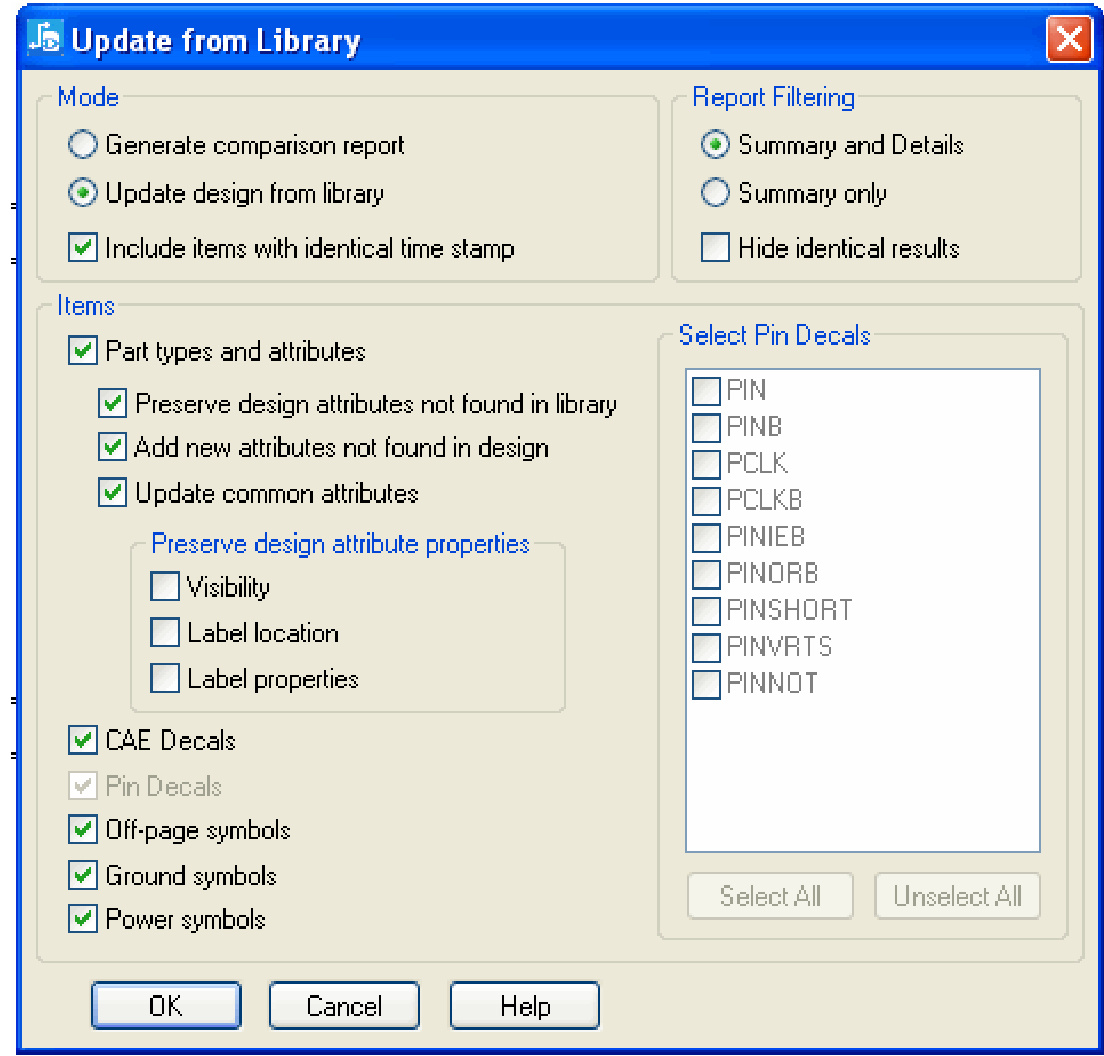 Update from Library
Mode
Generate comparison report
Update design from library
Include items with identical time stamp
Report Filtering
Summary and Details
Summary only
Hide identical results
Items
Part types and attributes
Preserve design attributes not found in library
Add new attributes not found in design
Update common attributes
Preserve design attribute properties
Visibility
Label location
Label properties
CAE Decals
Pin Decals
Off-page symbols
Ground symbols
Power symbols
Select Pin Decals
PIN
PINB
PCLK
PCLKB
PINIEB
PINORB
PINSHORT
PINVRTS
PINNOT
Select All
Unselect All
OK
Cancel
Help